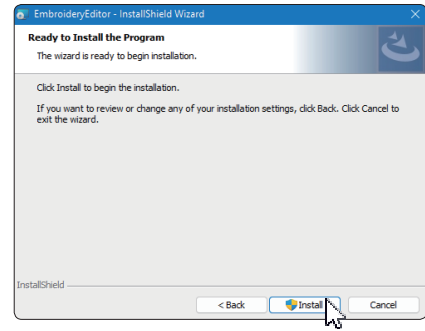 EmbroideryEditor - InstallShield Wizard
Ready to Install the Program
The wizard is ready to begin installation.
Click Install to begin the installation.
If you want to review or change any of your installation settings, click Back. Click Cancel to
exit the wizard.
InstallShield
< Back
Install
Cancel